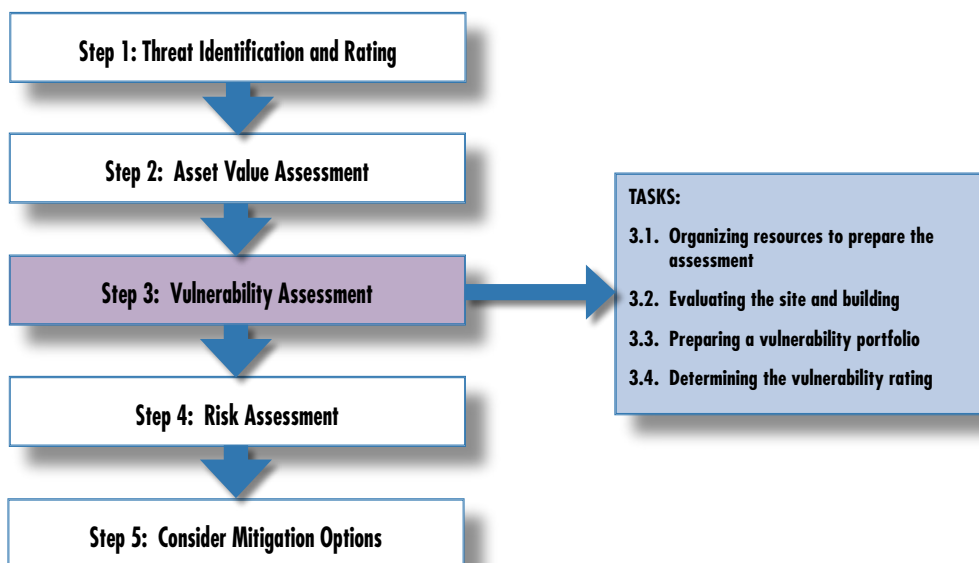 Step 1: Threat Identification and Rating
Step 2: Asset Value Assessment
Step 3: Vulnerability Assessment
Step 4: Risk Assessment
Step 5: Consider Mitigation Options
TASKS:
3.1. Organizing resources to prepare the
assessment
3.2. Evaluating the site and building
3.3. Preparing a vulnerability portfolio
3.4. Determining the vulnerability rating